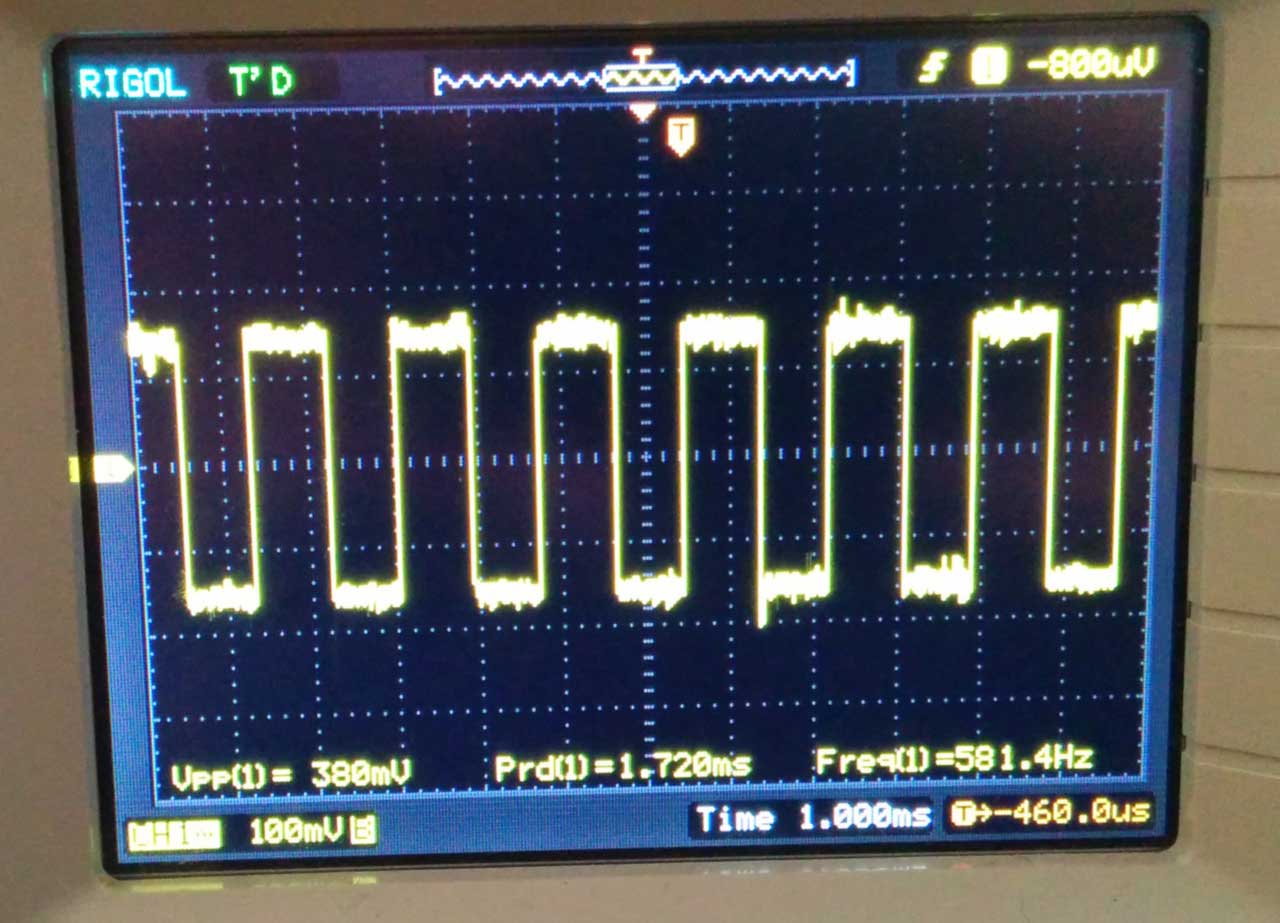 RIGOL T'D T -800uV
T
Vpp(1)= 380mV Prd(1)=1.720ms Freq(1)=581.4Hz
100mV B Time 1.000ms T→-460.0us